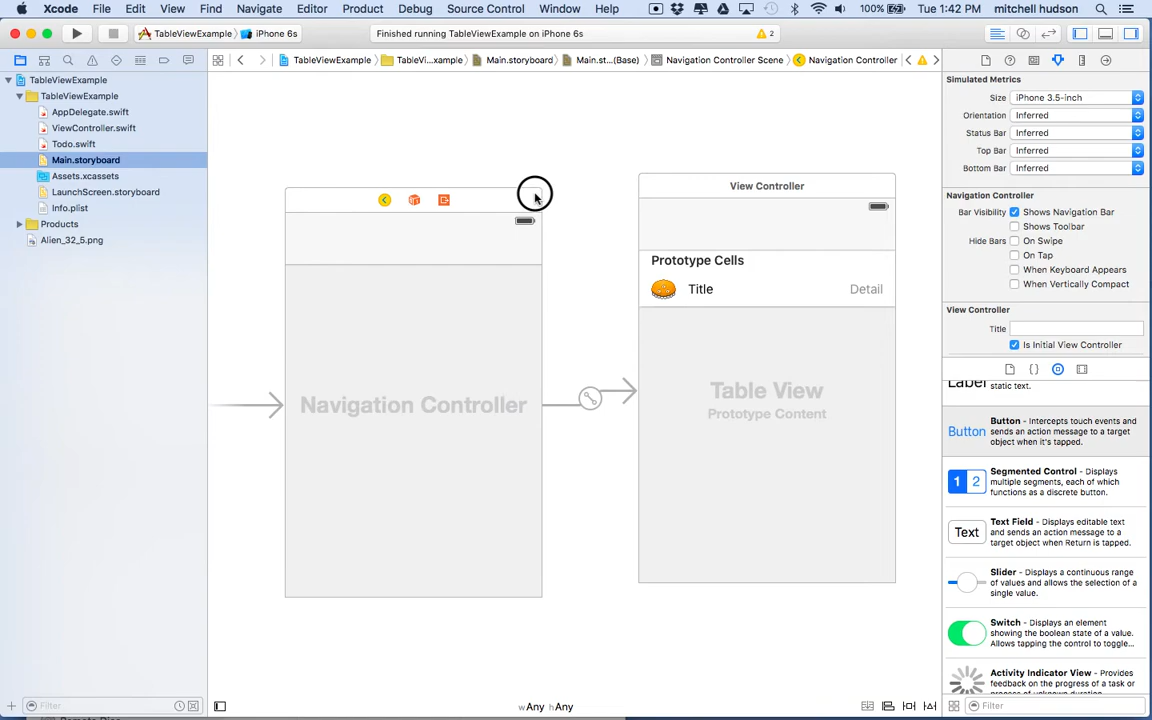 Xcode File Edit View Find Navigate Editor Product Debug Source Control Window Help 100% Tue 1:42 PM mitchell hudson
TableViewExample iPhone 6s Finished running TableViewExample on iPhone 6s 2
TableViewExample TableVi...xample Main.storyboard Main.st...(Base) Navigation Controller Scene Navigation Controller
TableViewExample
TableViewExample
AppDelegate.swift
ViewController.swift
Todo.swift
Main.storyboard
Assets.xcassets
LaunchScreen.storyboard
Info.plist
Products
Alien_32_5.png
Filter
Navigation Controller
View Controller
Prototype Cells
Title Detail
Table View
Prototype Content
wAny hAny
Simulated Metrics
Size iPhone 3.5-inch
Orientation Inferred
Status Bar Inferred
Top Bar Inferred
Bottom Bar Inferred
Navigation Controller
Bar Visibility Shows Navigation Bar
Shows Toolbar
Hide Bars On Swipe
On Tap
When Keyboard Appears
When Vertically Compact
View Controller
Title
Is Initial View Controller
Label static text.
Button Button - Intercepts touch events and
sends an action message to a target
object when it's tapped.
1 2 Segmented Control - Displays
multiple segments, each of which
functions as a discrete button.
Text Text Field - Displays editable text
and sends an action message to a
target object when Return is tapped.
Slider - Displays a continuous range
of values and allows the selection of a
single value.
Switch - Displays an element
showing the boolean state of a value.
Allows tapping the control to toggle...
Activity Indicator View - Provides
feedback on the progress of a task or
Filter